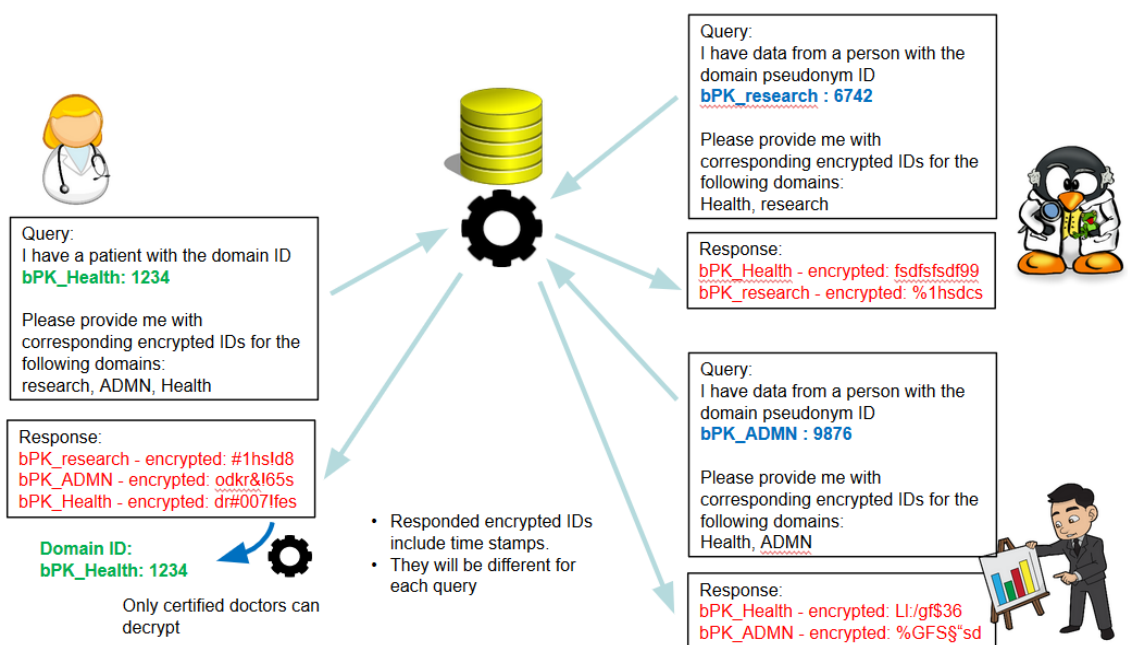 Query:
I have a patient with the domain ID
bPK_Health: 1234
Please provide me with
corresponding encrypted IDs for the
following domains:
research, ADMN, Health
Response:
bPK_research - encrypted: #1hs!d8
bPK_ADMN - encrypted: odkr&!65s
bPK_Health - encrypted: dr#007!fes
Domain ID:
bPK_Health: 1234
Only certified doctors can
decrypt
• Responded encrypted IDs
include time stamps.
• They will be different for
each query
Query:
I have data from a person with the
domain pseudonym ID
bPK_research : 6742
Please provide me with
corresponding encrypted IDs for the
following domains:
Health, research
Response:
bPK_Health - encrypted: fsdfsfsdf99
bPK_research - encrypted: %1hsdcs
Query:
I have data from a person with the
domain pseudonym ID
bPK_ADMN : 9876
Please provide me with
corresponding encrypted IDs for the
following domains:
Health, ADMN
Response:
bPK_Health - encrypted: LI:/gf$36
bPK_ADMN - encrypted: %GFS§“sd